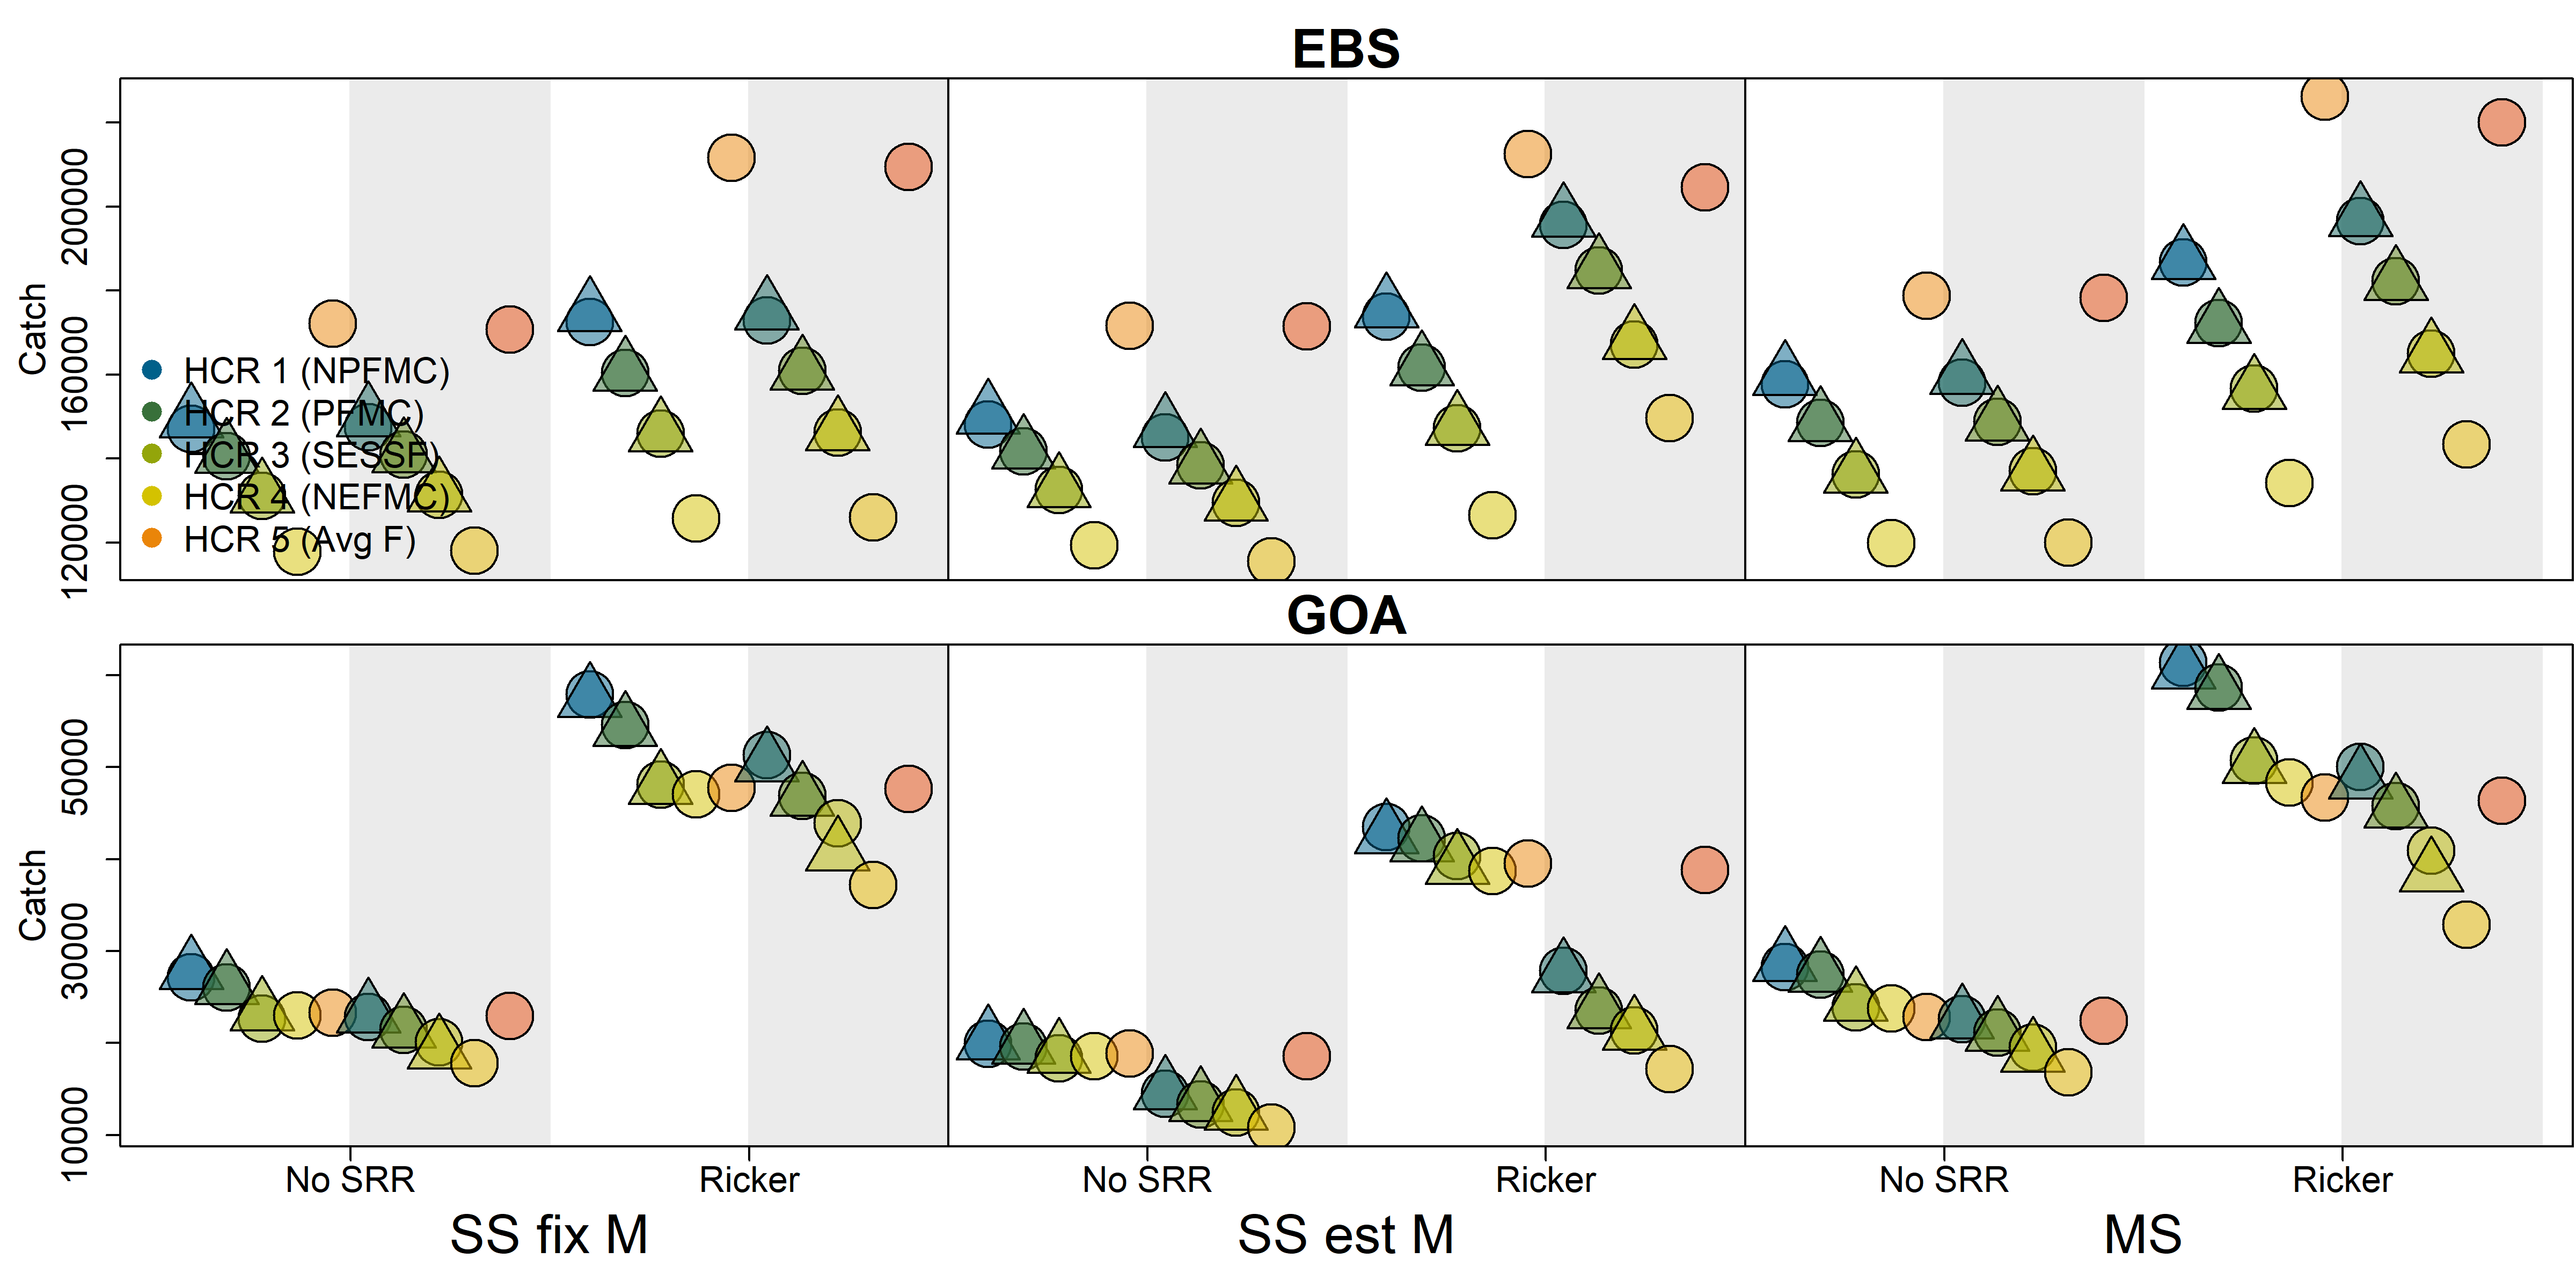 EBS
Catch
200000
160000
120000
HCR 1 (NPFMC)
HCR 2 (PFMC)
HCR 3 (SESSF)
HCR 4 (NEFMC)
HCR 5 (Avg F)
GOA
Catch
50000
30000
10000
No SRR Ricker No SRR Ricker No SRR Ricker
SS fix M SS est M MS